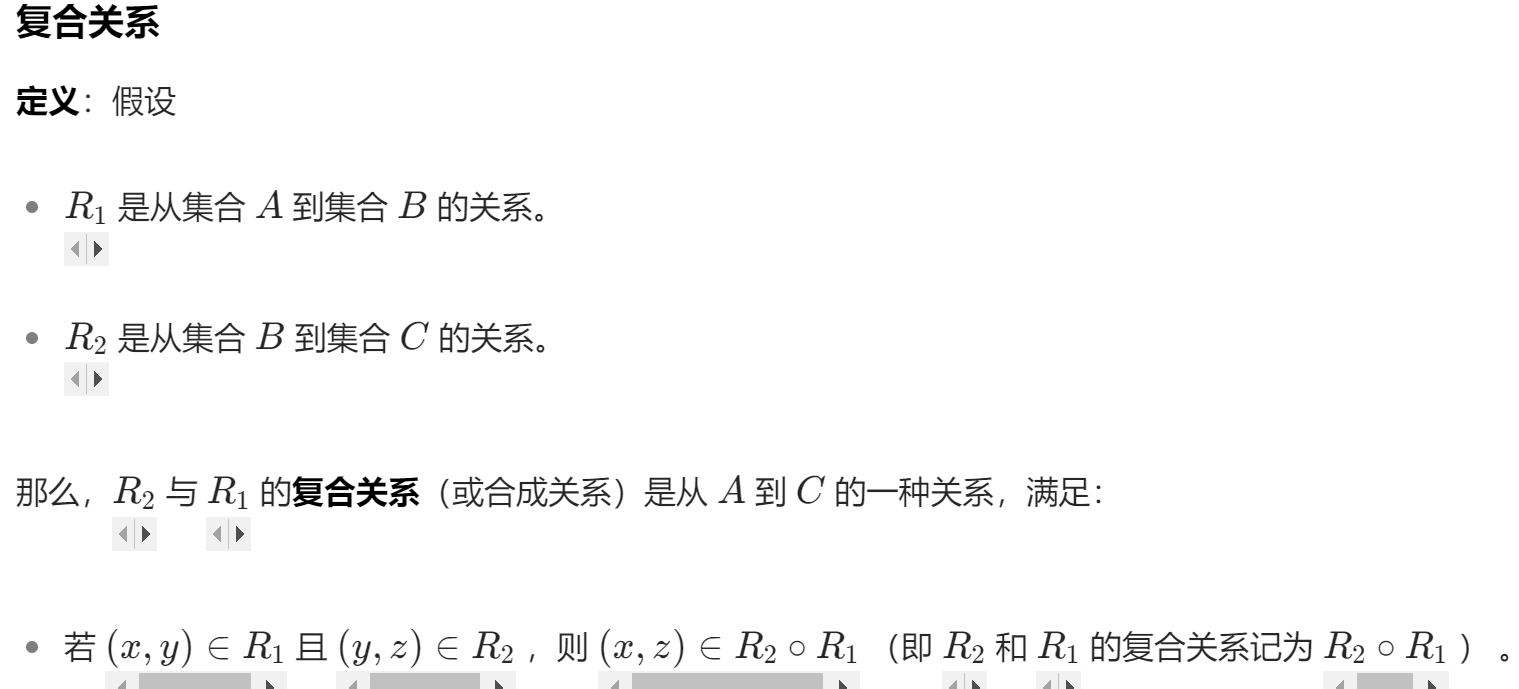 复合关系
定义：假设
• R₁ 是从集合 A 到集合 B 的关系。
• R₂ 是从集合 B 到集合 C 的关系。
那么，R₂ 与 R₁ 的复合关系（或合成关系）是从 A 到 C 的一种关系，满足：
• 若 (x, y) ∈ R₁ 且 (y, z) ∈ R₂ ，则 (x, z) ∈ R₂ ∘ R₁ （即 R₂ 和 R₁ 的复合关系记为 R₂ ∘ R₁ ） 。